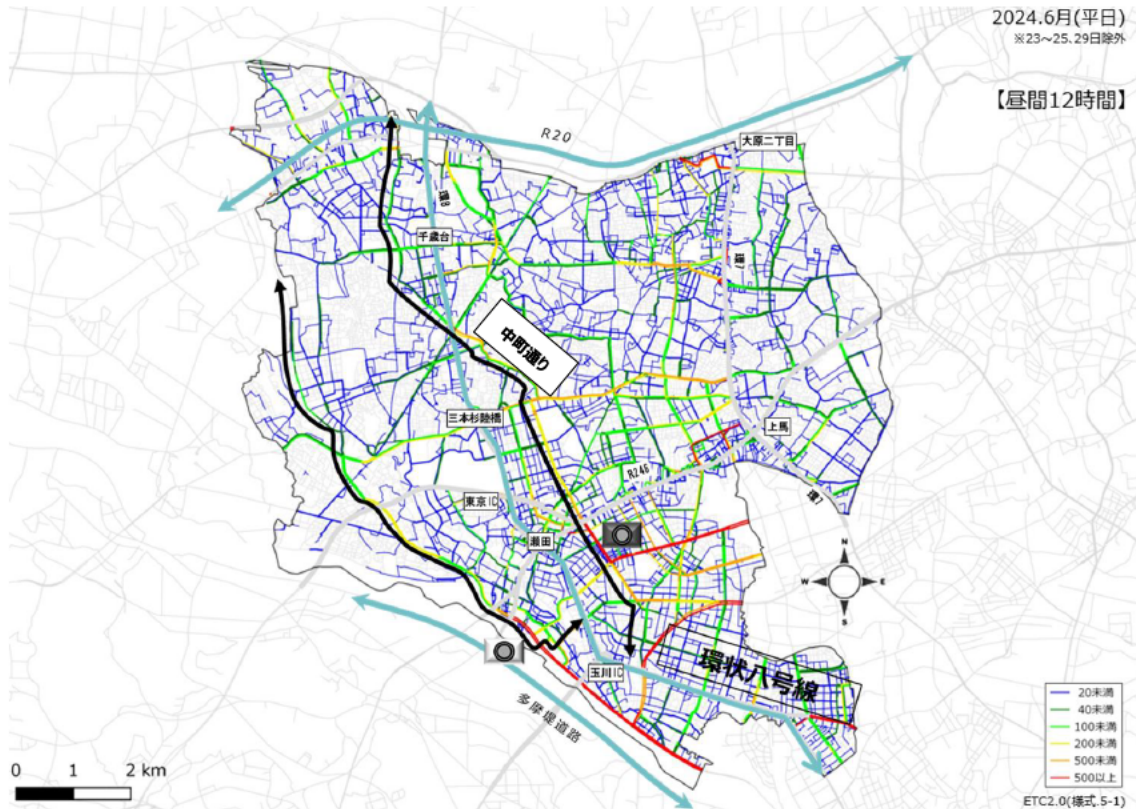 2024.6月(平日)
※23~25、29日除外
【昼間12時間】
R20
大原二丁目
環8
千歳台
環7
中町通り
三本杉陸橋
上馬
R246
東京IC
環7
瀬田
N
W
E
S
環状八号線
玉川IC
多摩堤道路
20未満
40未満
100未満
200未満
500未満
500以上
0 1 2 km
ETC2.0(様式.5-1)